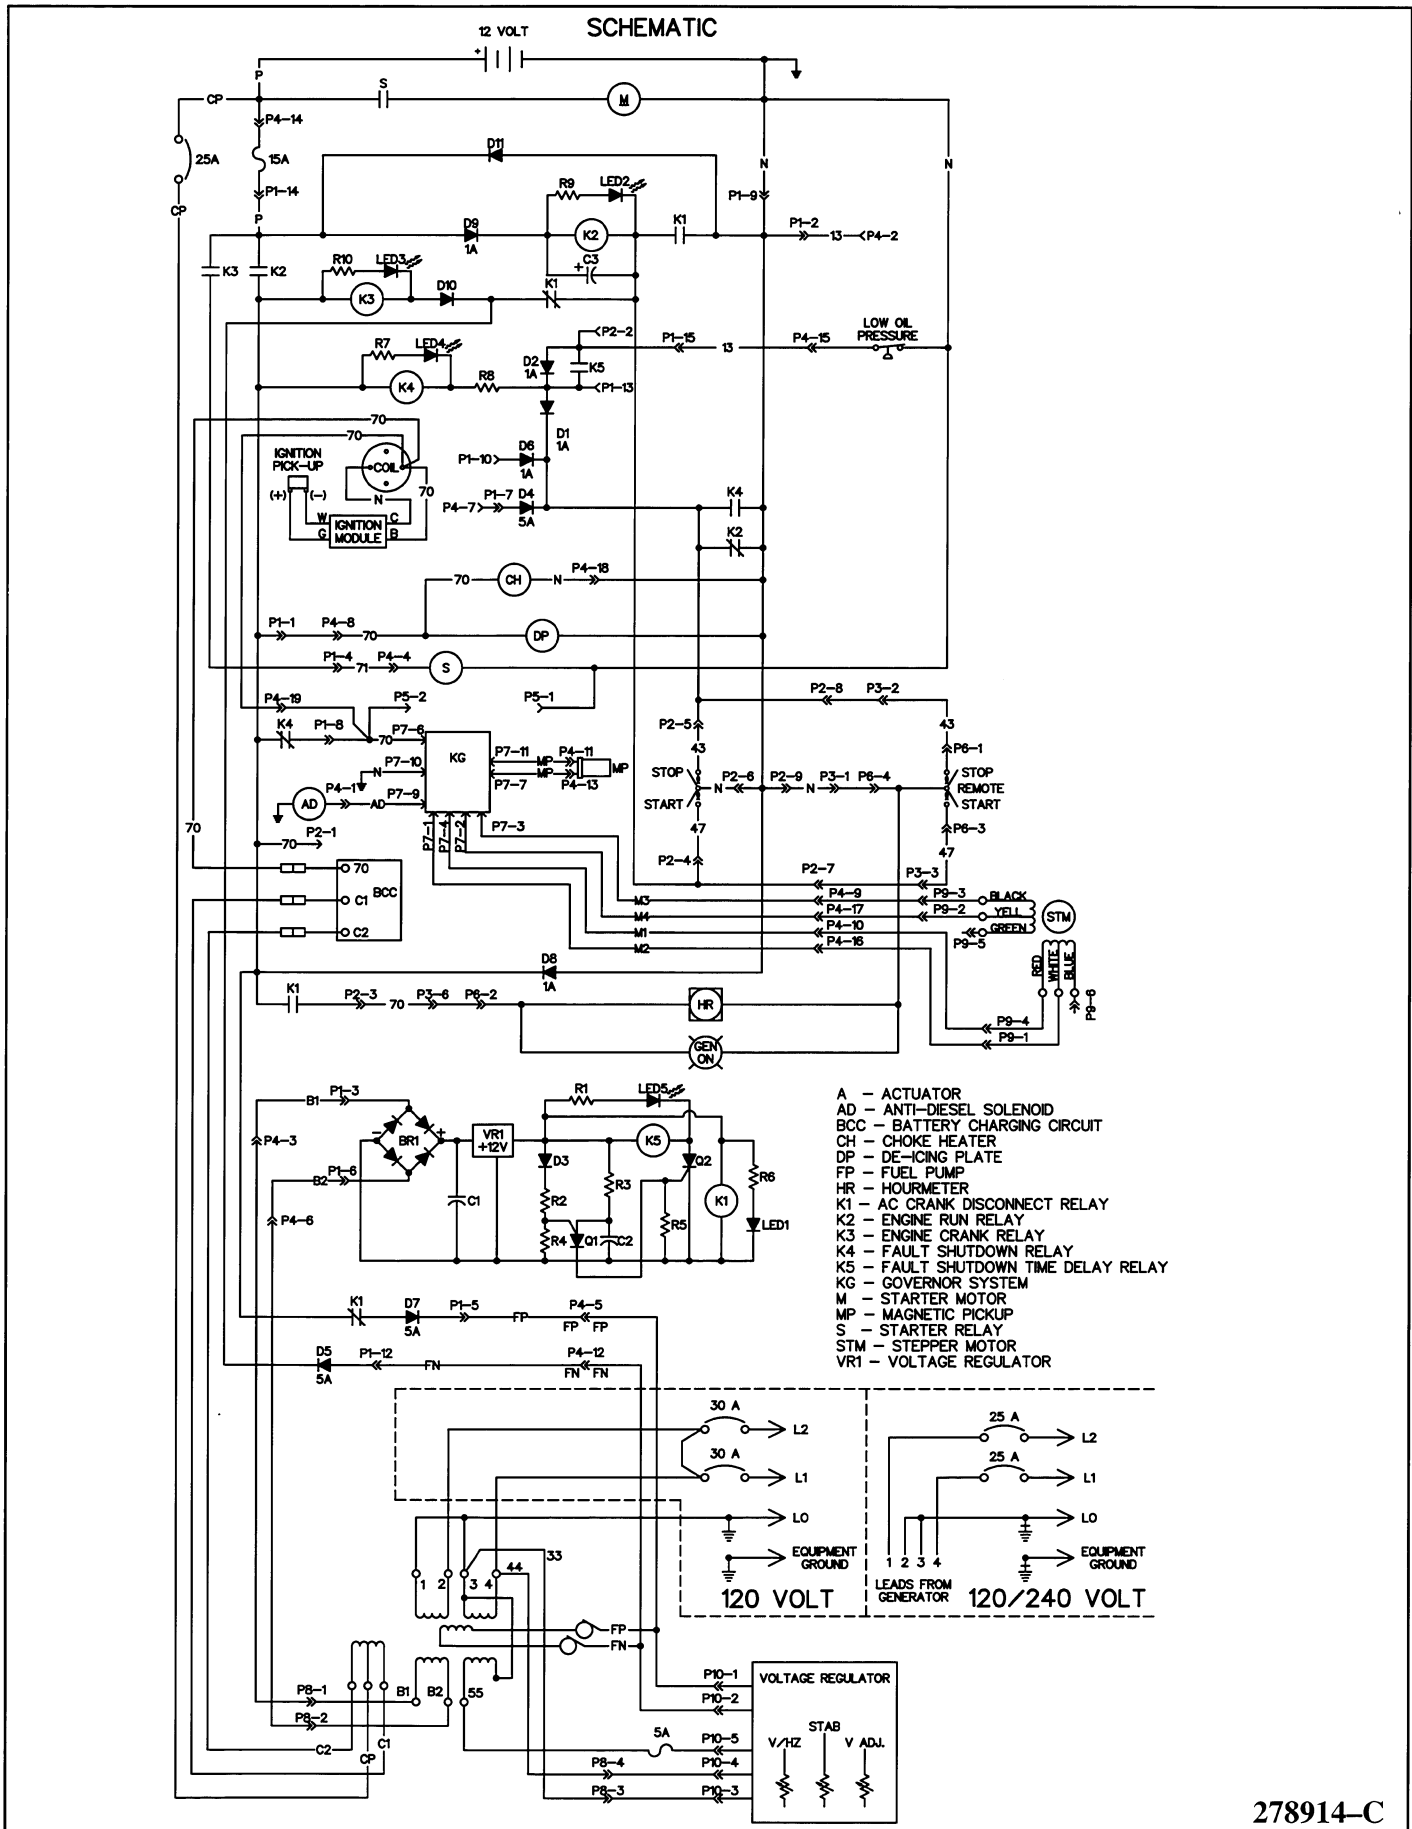 SCHEMATIC
12 VOLT
+
P
S
CP
M
P4-14
25A
15A
D11
N
N
P1-14
R9
LED2
P1-9
CP
P
D9
1A
K2
K1
P1-2
13
P4-2
C3
+
K3
K2
R10
LED3
D10
K1
K3
P2-2
P1-15
13
P4-15
LOW OIL
PRESSURE
R7
LED4
D2
1A
K5
K4
R8
P1-13
70
70
D1
1A
IGNITION
PICK-UP
COIL
D6
P1-10
1A
(+)
(-)
N
70
P1-7
D4
P4-7
5A
K4
W
IGNITION
C
G
MODULE
B
K2
70
CH
N
P4-18
P1-1
P4-8
70
DP
P1-4
71
P4-4
S
P4-19
P5-2
P5-1
P2-8
P3-2
K4
P1-8
70
P7-6
P2-5
43
43
KG
P7-11
MP
P4-11
MP
P6-1
N
P7-10
P7-7
MP
P4-13
STOP
N
P2-6
P2-9
N
P3-1
P6-4
STOP
REMOTE
START
START
AD
P4-1
AD
P7-9
70
70
P2-1
P7-1
P7-4
P7-2
P7-3
47
P6-3
47
P2-4
P2-7
P3-3
70
BCC
C1
C2
M3
P4-9
P9-3
BLACK
M4
P4-17
P9-2
YELL
STM
M1
P4-10
GREEN
M2
P4-16
P9-5
D8
1A
RED
WHITE
BLUE
K1
P2-3
70
P3-6
P6-2
HR
P9-6
P9-4
P9-1
GEN
ON
B1
P1-3
P4-3
-
BR1
+
VR1
+12V
R1
LED5
K5
Q2
D3
R6
B2
P1-6
C1
R2
R3
K1
P4-6
R4
Q1
C2
R5
LED1
A – ACTUATOR
AD – ANTI-DIESEL SOLENOID
BCC – BATTERY CHARGING CIRCUIT
CH – CHOKE HEATER
DP – DE-ICING PLATE
FP – FUEL PUMP
HR – HOURMETER
K1 – AC CRANK DISCONNECT RELAY
K2 – ENGINE RUN RELAY
K3 – ENGINE CRANK RELAY
K4 – FAULT SHUTDOWN RELAY
K5 – FAULT SHUTDOWN TIME DELAY RELAY
KG – GOVERNOR SYSTEM
M – STARTER MOTOR
MP – MAGNETIC PICKUP
S – STARTER RELAY
STM – STEPPER MOTOR
VR1 – VOLTAGE REGULATOR
K1
D7
5A
P1-5
FP
P4-5
FP FP
D5
5A
P1-12
FN
P4-12
FN FN
30 A
L2
30 A
L1
LO
EQUIPMENT
GROUND
120 VOLT
25 A
L2
25 A
L1
LO
EQUIPMENT
GROUND
1 2 3 4
LEADS FROM
GENERATOR
120/240 VOLT
33
1
2
3
4
44
FP
FN
B1
B2
55
P8-1
P8-2
C2
CP
C1
P10-1
P10-2
VOLTAGE REGULATOR
5A
P10-5
P8-4
P10-4
P8-3
P10-3
V/HZ
STAB
V ADJ.
278914–C